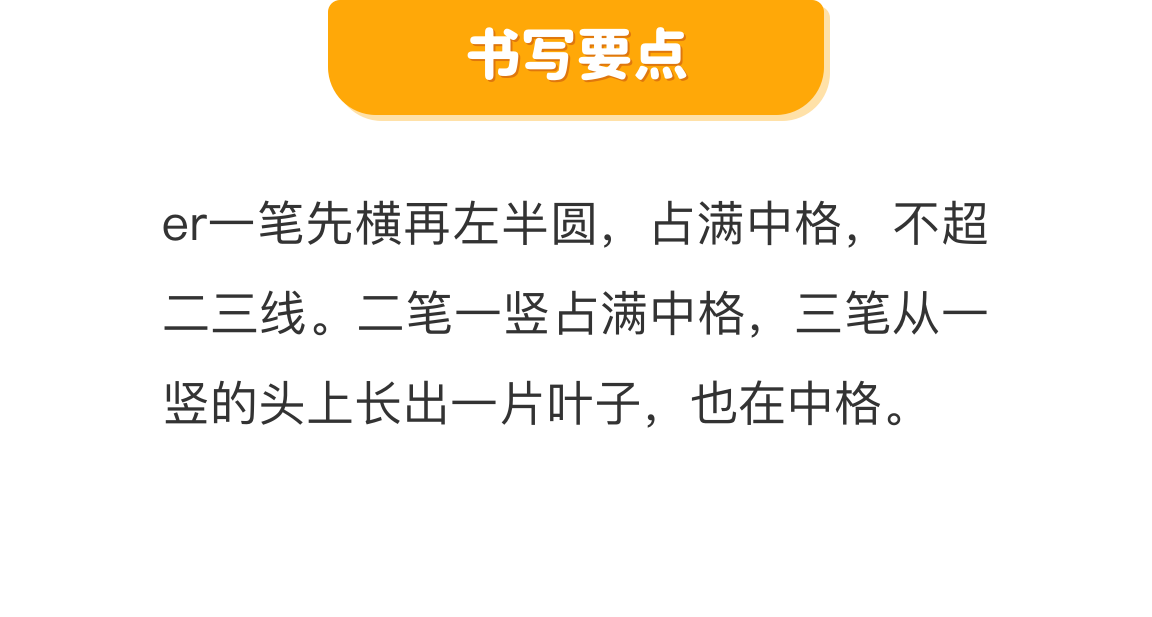 书写要点
er一笔先横再左半圆，占满中格，不超
二三线。二笔一竖占满中格，三笔从一
竖的头上长出一片叶子，也在中格。